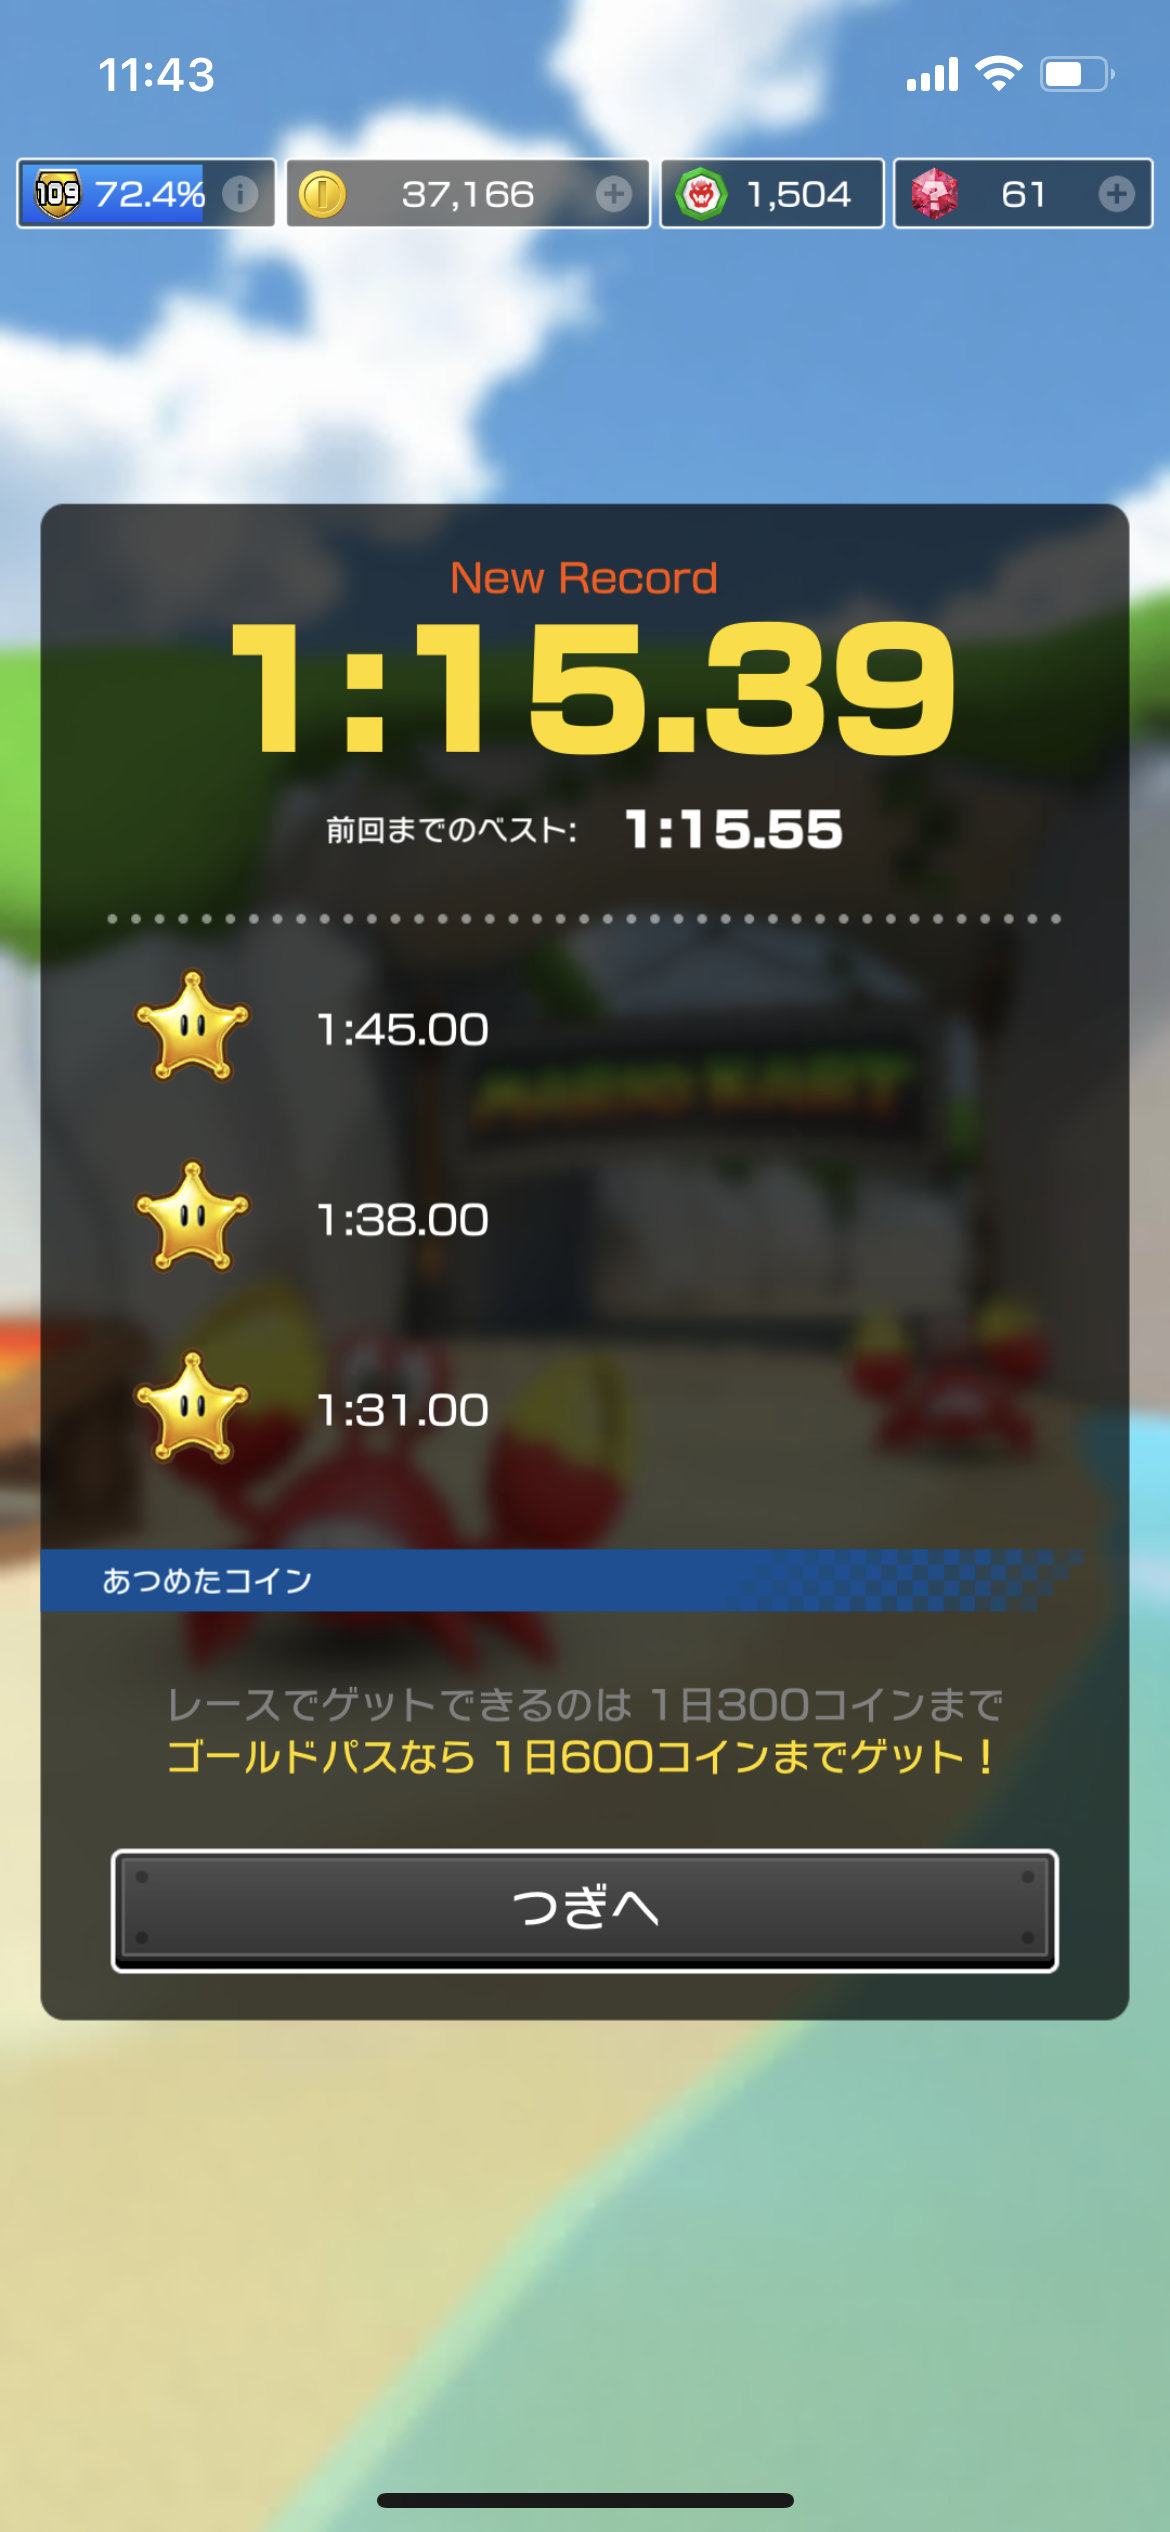 11:43
109 72.4% i 37,166 + 1,504 61 +
New Record
1:15.39
前回までのベスト: 1:15.55
MARIO KART
1:45.00
1:38.00
1:31.00
あつめたコイン
レースでゲットできるのは 1日300コインまで
ゴールドパスなら 1日600コインまでゲット！
つぎへ